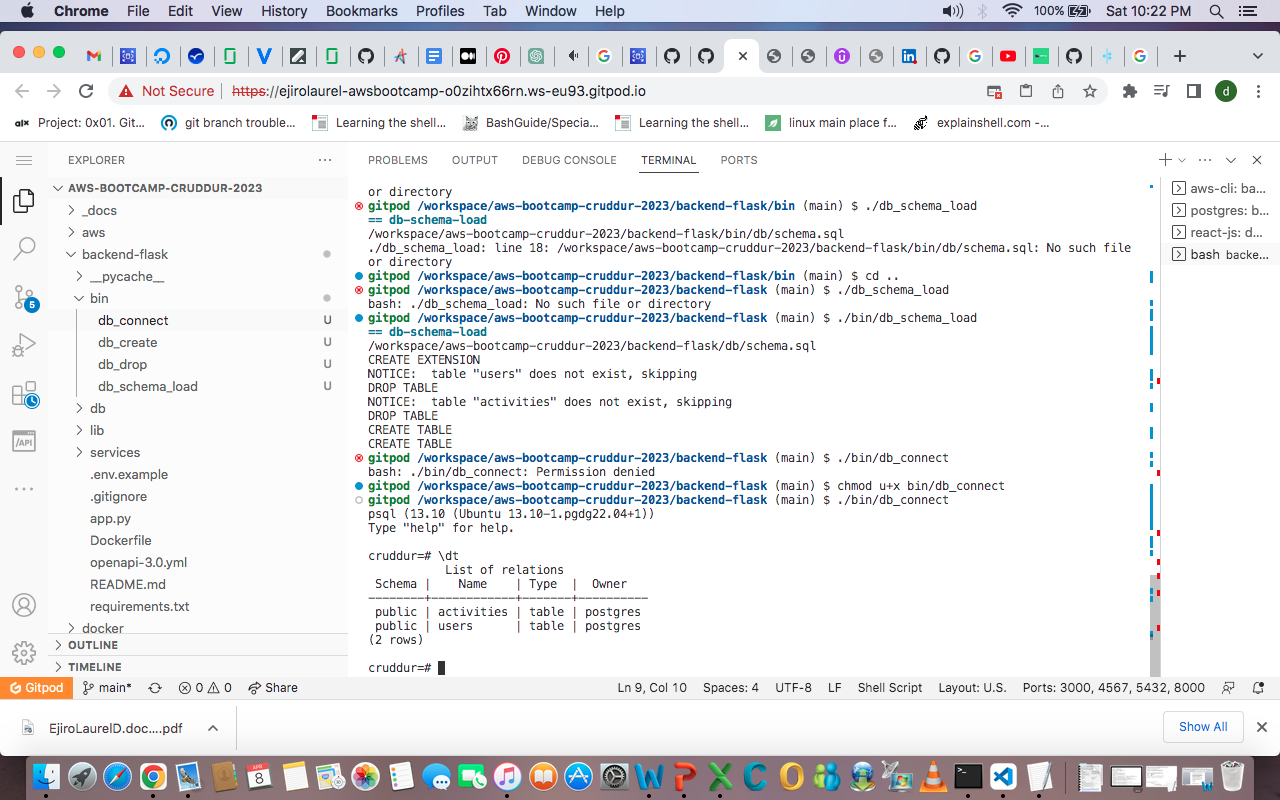 Chrome File Edit View History Bookmarks Profiles Tab Window Help 100% Sat 10:22 PM
Not Secure https://ejirolaurel-awsbootcamp-o0zihtx66rn.ws-eu93.gitpod.io d
alx Project: 0x01. Git... git branch trouble... Learning the shell... BashGuide/Specia... Learning the shell... linux main place f... explainshell.com -...
EXPLORER
AWS-BOOTCAMP-CRUDDUR-2023
_docs
aws
backend-flask
__pycache__
bin
db_connect U
db_create U
db_drop U
db_schema_load U
db
lib
services
.env.example
.gitignore
app.py
Dockerfile
openapi-3.0.yml
README.md
requirements.txt
docker
OUTLINE
TIMELINE
5
/API
PROBLEMS OUTPUT DEBUG CONSOLE TERMINAL PORTS
or directory
gitpod /workspace/aws-bootcamp-cruddur-2023/backend-flask/bin (main) $ ./db_schema_load
== db-schema-load
/workspace/aws-bootcamp-cruddur-2023/backend-flask/bin/db/schema.sql
./db_schema_load: line 18: /workspace/aws-bootcamp-cruddur-2023/backend-flask/bin/db/schema.sql: No such file
or directory
gitpod /workspace/aws-bootcamp-cruddur-2023/backend-flask/bin (main) $ cd ..
gitpod /workspace/aws-bootcamp-cruddur-2023/backend-flask (main) $ ./db_schema_load
bash: ./db_schema_load: No such file or directory
gitpod /workspace/aws-bootcamp-cruddur-2023/backend-flask (main) $ ./bin/db_schema_load
== db-schema-load
/workspace/aws-bootcamp-cruddur-2023/backend-flask/db/schema.sql
CREATE EXTENSION
NOTICE:  table "users" does not exist, skipping
DROP TABLE
NOTICE:  table "activities" does not exist, skipping
DROP TABLE
CREATE TABLE
CREATE TABLE
gitpod /workspace/aws-bootcamp-cruddur-2023/backend-flask (main) $ ./bin/db_connect
bash: ./bin/db_connect: Permission denied
gitpod /workspace/aws-bootcamp-cruddur-2023/backend-flask (main) $ chmod u+x bin/db_connect
gitpod /workspace/aws-bootcamp-cruddur-2023/backend-flask (main) $ ./bin/db_connect
psql (13.10 (Ubuntu 13.10-1.pgdg22.04+1))
Type "help" for help.
cruddur=# \dt
List of relations
Schema | Name | Type | Owner
--------+------------+-------+----------
public | activities | table | postgres
public | users | table | postgres
(2 rows)
cruddur=#
aws-cli: ba...
postgres: b...
react-js: d...
bash backe...
Gitpod main* 0 0 Share Ln 9, Col 10 Spaces: 4 UTF-8 LF Shell Script Layout: U.S. Ports: 3000, 4567, 5432, 8000
EjiroLaurelD.doc....pdf Show All
APR
8